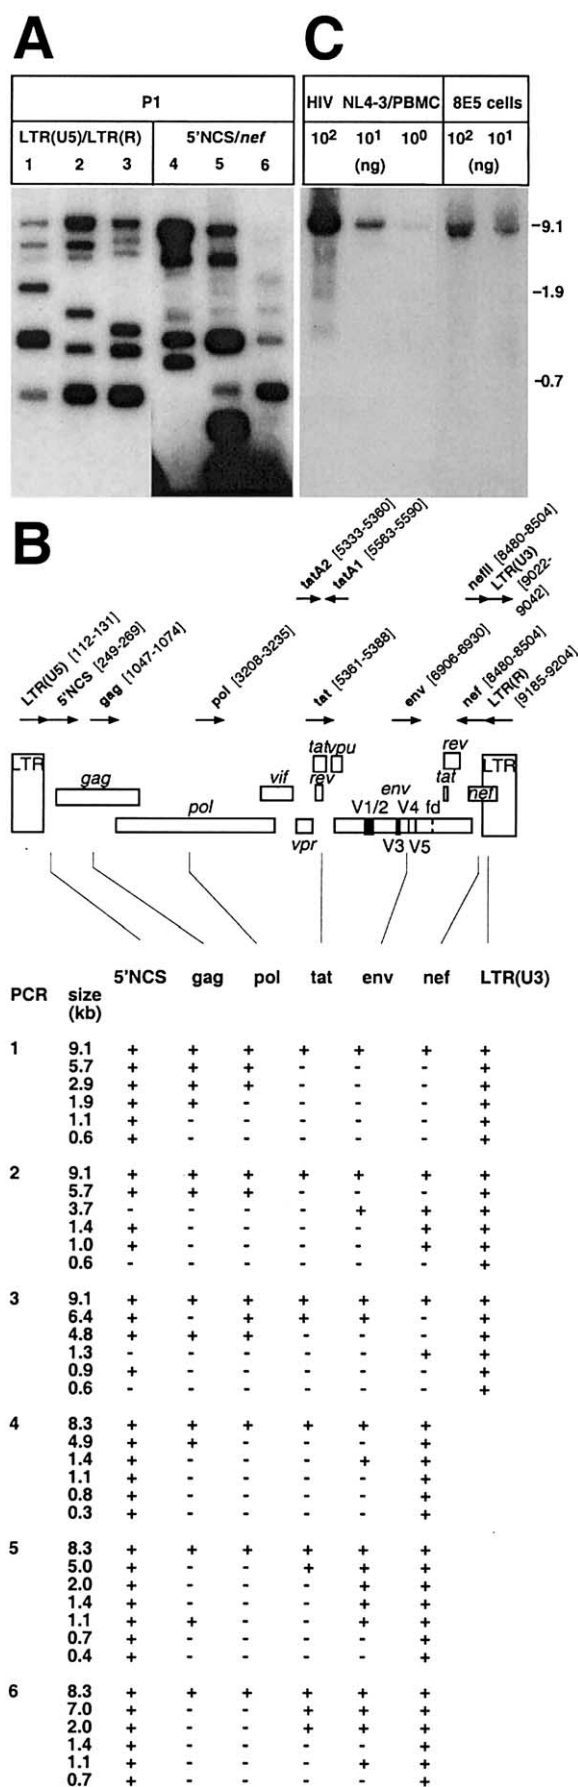 A
P1
LTR(U5)/LTR(R) 5'NCS/nef
1 2 3 4 5 6
C
HIV NL4-3/PBMC 8E5 cells
10² 10¹ 10⁰ 10² 10¹
(ng) (ng)
–9.1
–1.9
–0.7
B
tatA2 [5333-5360]
tatA1 [5563-5590]
nefII [8480-8504]
LTR(U3) [9022-9042]
LTR(U5) [112-131]
5'NCS [249-269]
gag [1047-1074]
pol [3208-3235]
tat [5361-5388]
env [6906-6930]
nef [8480-8504]
LTR(R) [9185-9204]
LTR gag pol vif vpr tat vpu rev env rev tat nef LTR
V1/2 V4 fd
V3 V5
5'NCS gag pol tat env nef LTR(U3)
PCR size
(kb)
1 9.1 + + + + + + +
5.7 + + + - - - +
2.9 + + + - - - +
1.9 + + - - - - +
1.1 + - - - - - +
0.6 + - - - - - +
2 9.1 + + + + + + +
5.7 + + + - - - +
3.7 - - - - + + +
1.4 + - - - - + +
1.0 + - - - - + +
0.6 - - - - - - +
3 9.1 + + + + + + +
6.4 + - + + + - +
4.8 + + + - - - +
1.3 - - - - - + +
0.9 + - - - - - +
0.6 - - - - - - +
4 8.3 + + + + + +
4.9 + + - - - +
1.4 + - - - + +
1.1 + - - - - +
0.8 + - - - - +
0.3 + - - - - +
5 8.3 + + + + + +
5.0 + - - + + +
2.0 + - - - + +
1.4 + - - - + +
1.1 + + - - + +
0.7 + - - - - +
0.4 + - - - - +
6 8.3 + + + + + +
7.0 + - - + + +
2.0 + - - + + +
1.4 + - - - - +
1.1 + - - - + +
0.7 + - - - - +